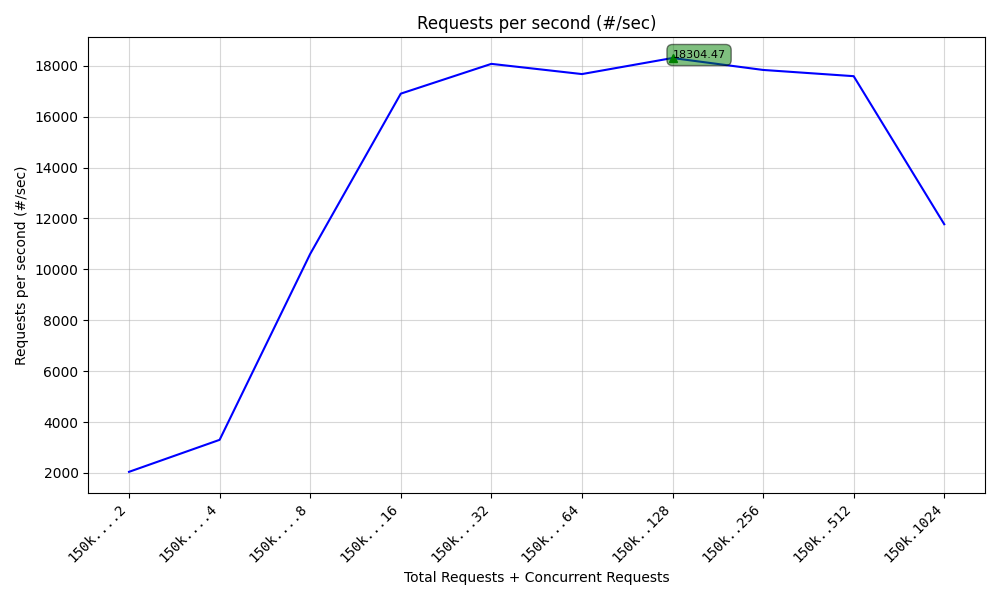 Requests per second (#/sec)
18304.47
Requests per second (#/sec)
18000
16000
14000
12000
10000
8000
6000
4000
2000
150k....2
150k....4
150k....8
150k...16
150k...32
150k...64
150k..128
150k..256
150k..512
150k.1024
Total Requests + Concurrent Requests